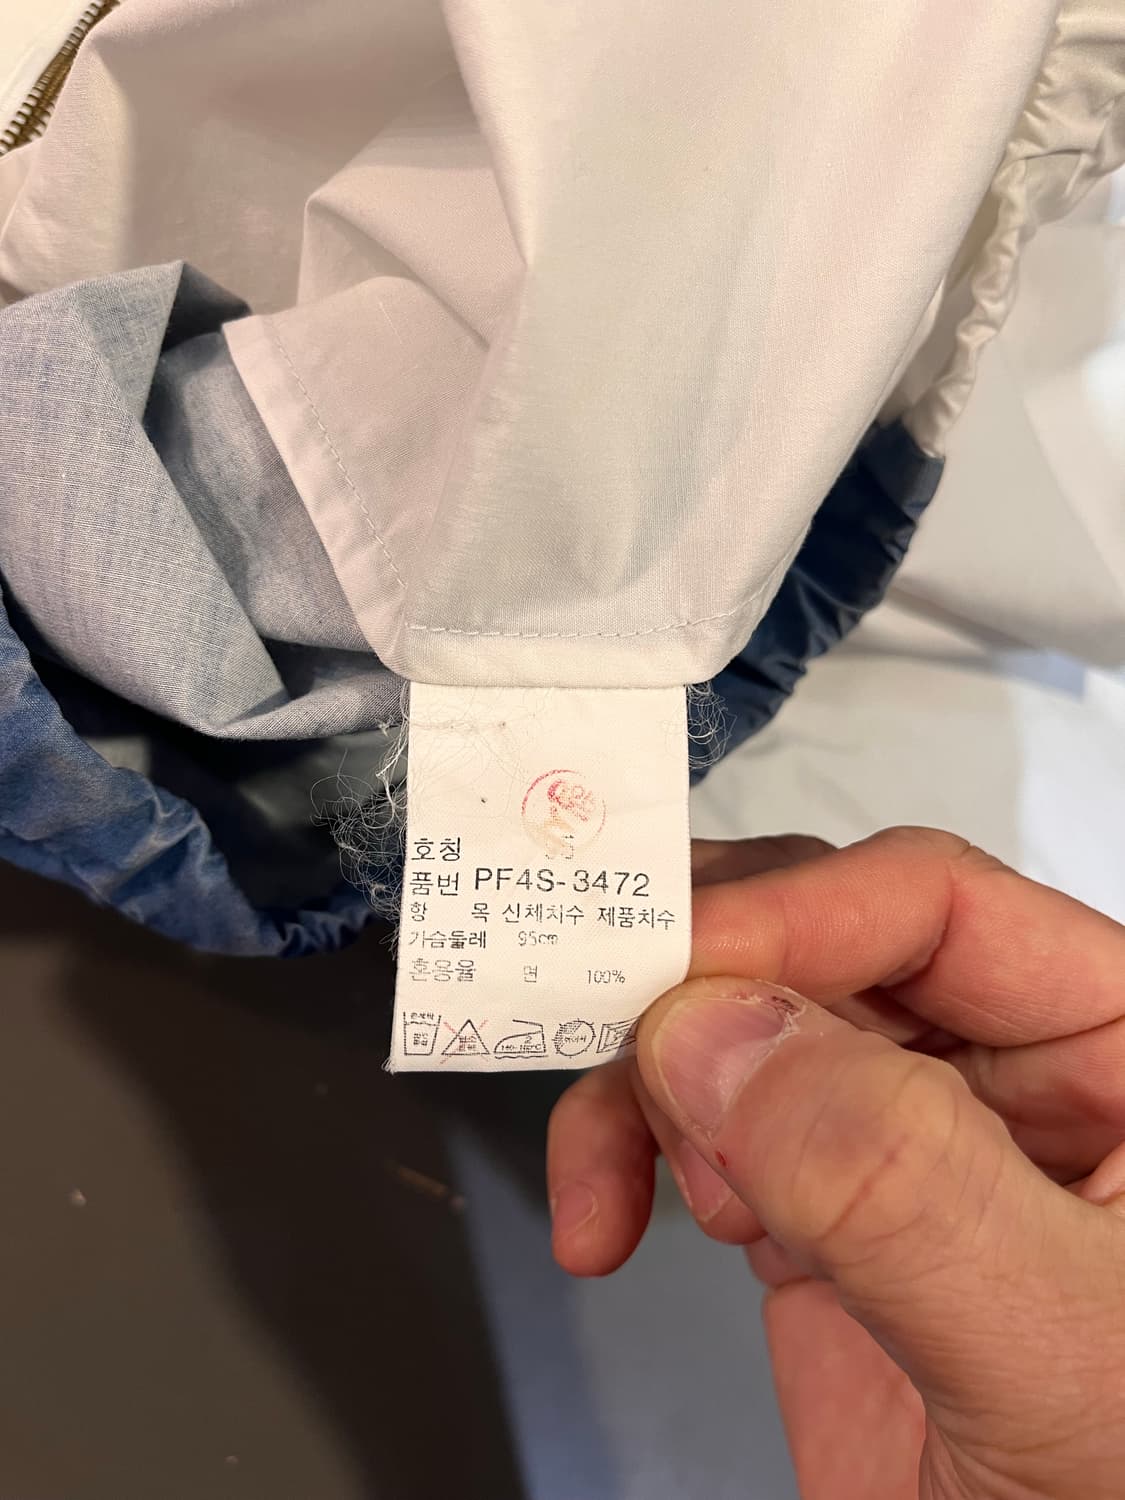 호칭
품번 PF4S-3472
항 목 신체치수 제품치수
가슴둘레 95cm
혼용율 면 100%